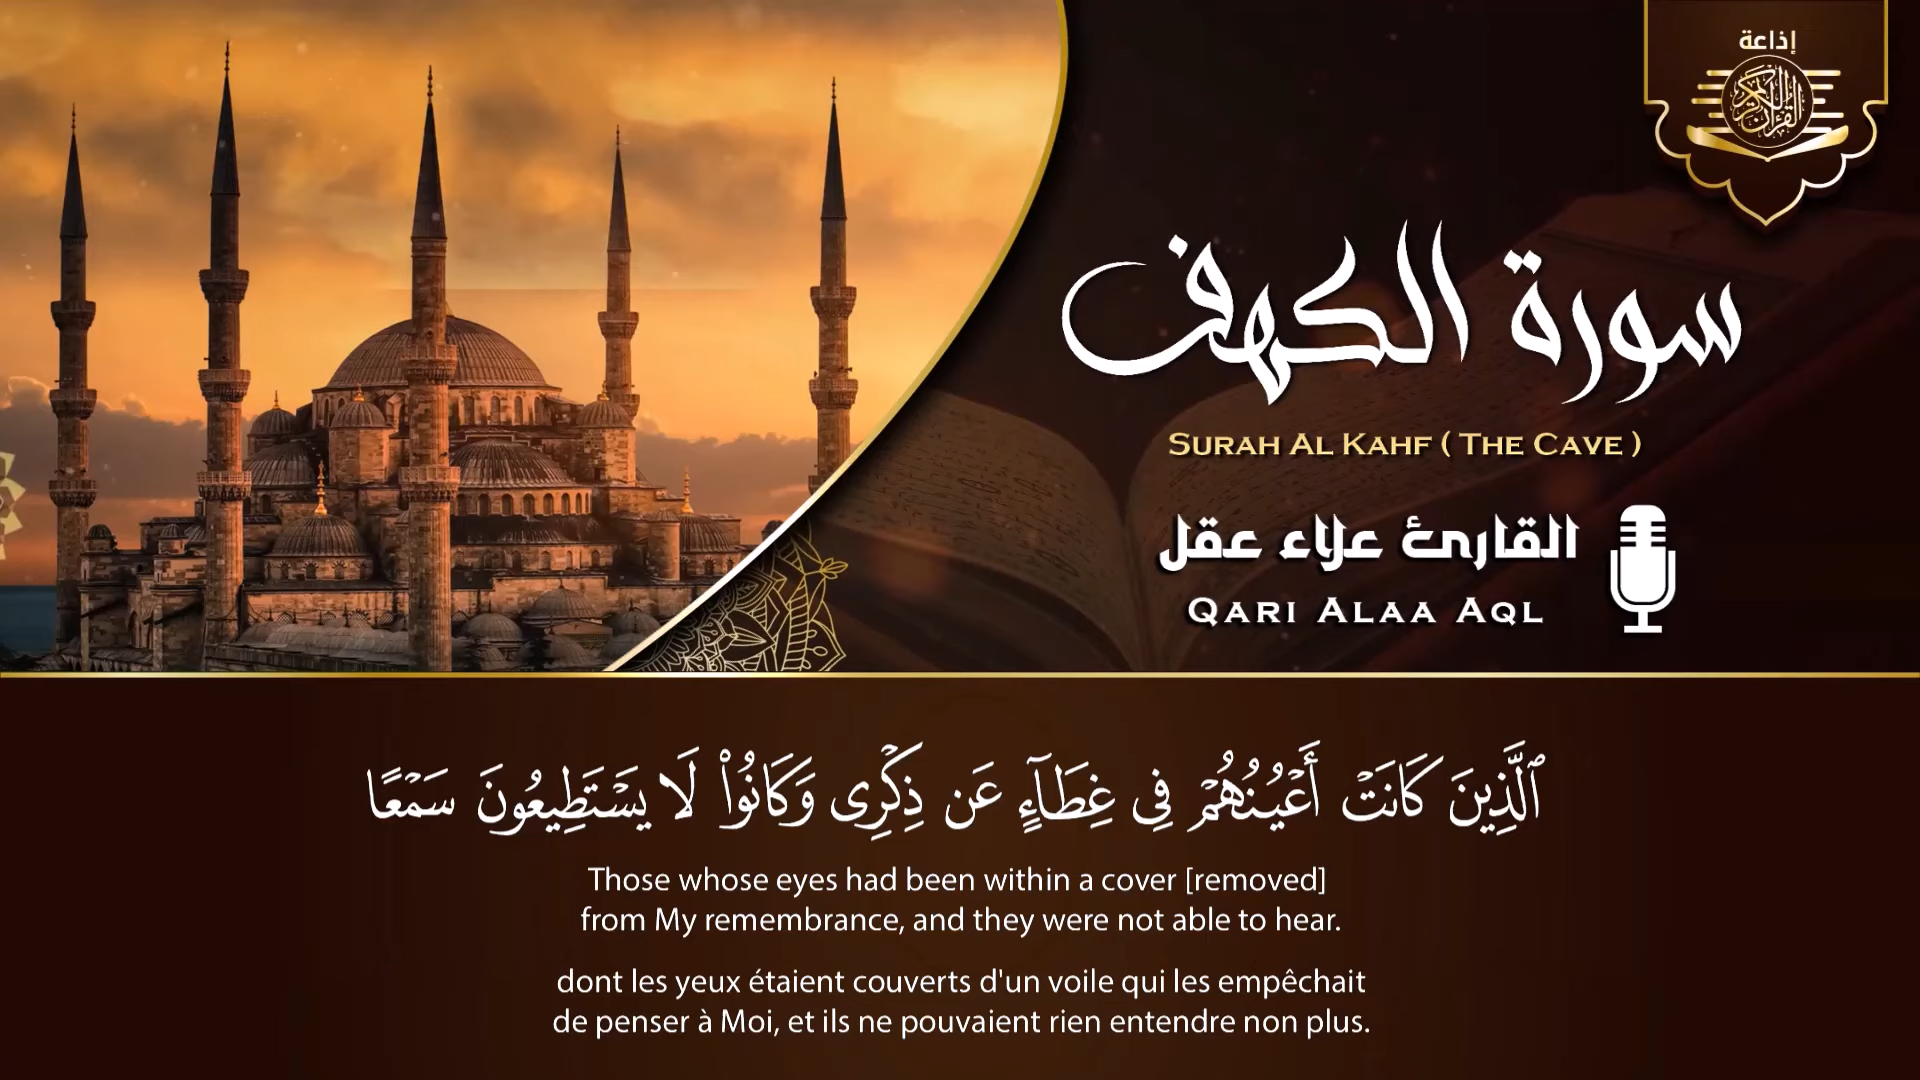 إذاعة
القرآن الكريم
سورة الكهف
SURAH AL KAHF ( THE CAVE )
القارئ علاء عقل
QARI ALAA AQL
ٱلَّذِينَ كَانَتْ أَعْيُنُهُمْ فِى غِطَآءٍ عَن ذِكْرِى وَكَانُوا۟ لَا يَسْتَطِيعُونَ سَمْعًا
Those whose eyes had been within a cover [removed]
from My remembrance, and they were not able to hear.
dont les yeux étaient couverts d'un voile qui les empêchait
de penser à Moi, et ils ne pouvaient rien entendre non plus.